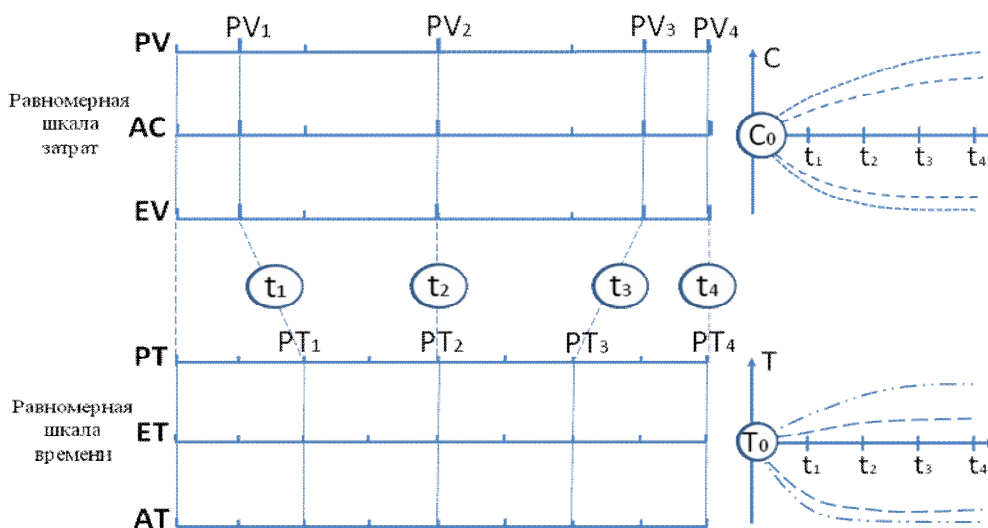 PV₁ PV₂ PV₃ PV₄
PV
Равномерная
шкала
затрат
AC
EV
C
C₀
t₁ t₂ t₃ t₄
t₁ t₂ t₃ t₄
PT₁ PT₂ PT₃ PT₄
PT
Равномерная
шкала
времени
ET
AT
T
T₀
t₁ t₂ t₃ t₄